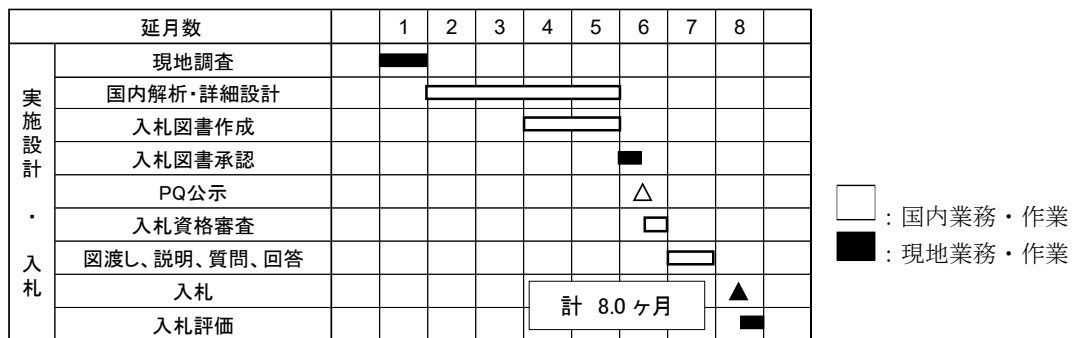 延月数 1 2 3 4 5 6 7 8
実施設計・入札
現地調査
国内解析・詳細設計
入札図書作成
入札図書承認
PQ公示
入札資格審査
図渡し、説明、質問、回答
入札
入札評価
計 8.0 ヶ月
：国内業務・作業
：現地業務・作業